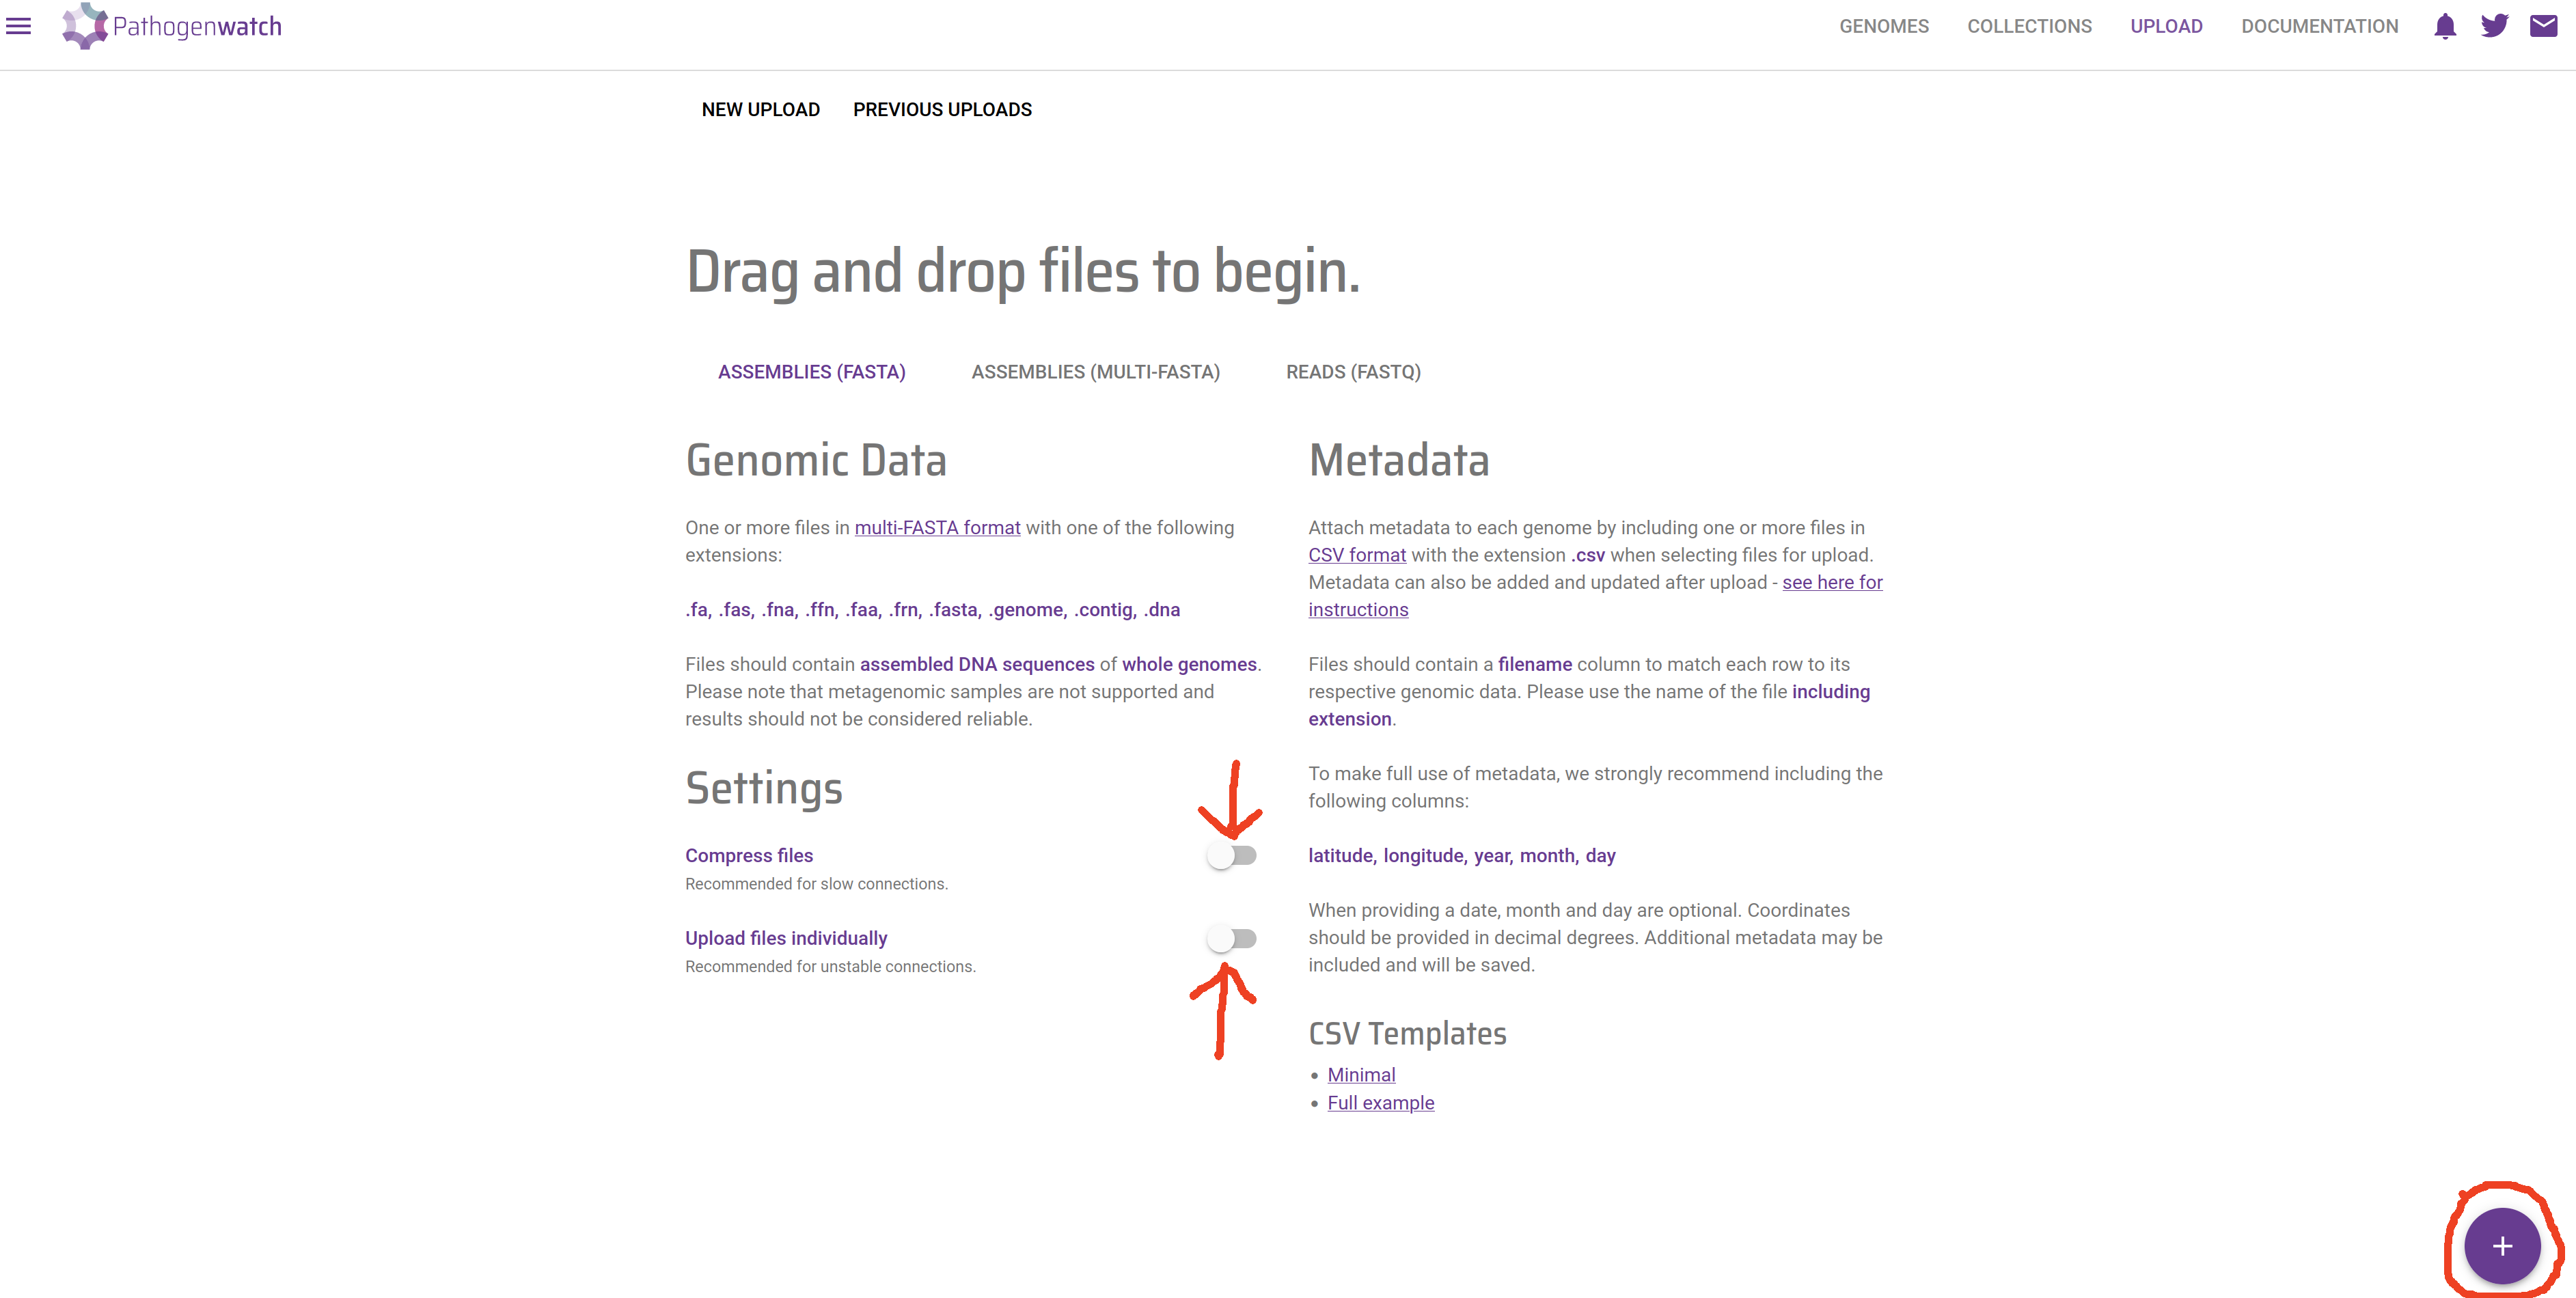 Pathogenwatch
GENOMES COLLECTIONS UPLOAD DOCUMENTATION
NEW UPLOAD PREVIOUS UPLOADS
Drag and drop files to begin.
ASSEMBLIES (FASTA) ASSEMBLIES (MULTI-FASTA) READS (FASTQ)
Genomic Data
One or more files in multi-FASTA format with one of the following
extensions:
.fa, .fas, .fna, .ffn, .faa, .frn, .fasta, .genome, .contig, .dna
Files should contain assembled DNA sequences of whole genomes.
Please note that metagenomic samples are not supported and
results should not be considered reliable.
Settings
Compress files
Recommended for slow connections.
Upload files individually
Recommended for unstable connections.
Metadata
Attach metadata to each genome by including one or more files in
CSV format with the extension .csv when selecting files for upload.
Metadata can also be added and updated after upload - see here for
instructions
Files should contain a filename column to match each row to its
respective genomic data. Please use the name of the file including
extension.
To make full use of metadata, we strongly recommend including the
following columns:
latitude, longitude, year, month, day
When providing a date, month and day are optional. Coordinates
should be provided in decimal degrees. Additional metadata may be
included and will be saved.
CSV Templates
• Minimal
• Full example
+